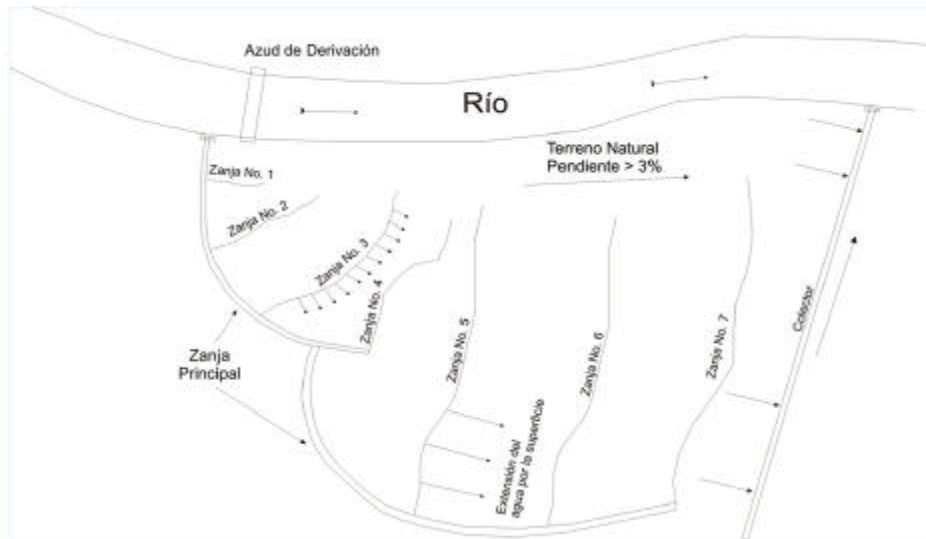 Azud de Derivación
Río
Terreno Natural
Pendiente > 3%
Zanja No. 1
Zanja No. 2
Zanja No. 3
Zanja No. 4
Zanja No. 5
Zanja No. 6
Zanja No. 7
Colector
Zanja
Principal
Extensión del
agua por la superficie